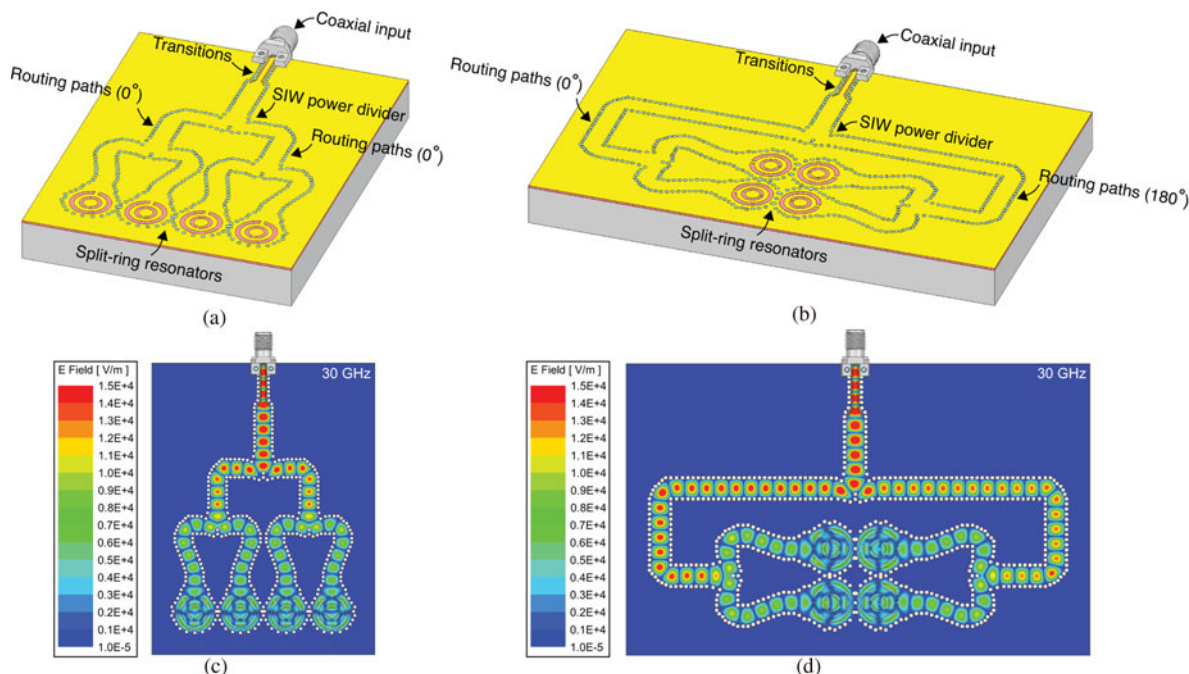 Coaxial input
Transitions
Routing paths (0°)
SIW power divider
Routing paths (0°)
Split-ring resonators
(a)
Coaxial input
Transitions
Routing paths (0°)
SIW power divider
Routing paths (180°)
Split-ring resonators
(b)
E Field [ V/m ]
1.5E+4
1.4E+4
1.3E+4
1.2E+4
1.1E+4
1.0E+4
0.9E+4
0.8E+4
0.7E+4
0.6E+4
0.5E+4
0.4E+4
0.3E+4
0.2E+4
0.1E+4
1.0E-5
30 GHz
(c)
E Field [ V/m ]
1.5E+4
1.4E+4
1.3E+4
1.2E+4
1.1E+4
1.0E+4
0.9E+4
0.8E+4
0.7E+4
0.6E+4
0.5E+4
0.4E+4
0.3E+4
0.2E+4
0.1E+4
1.0E-5
30 GHz
(d)